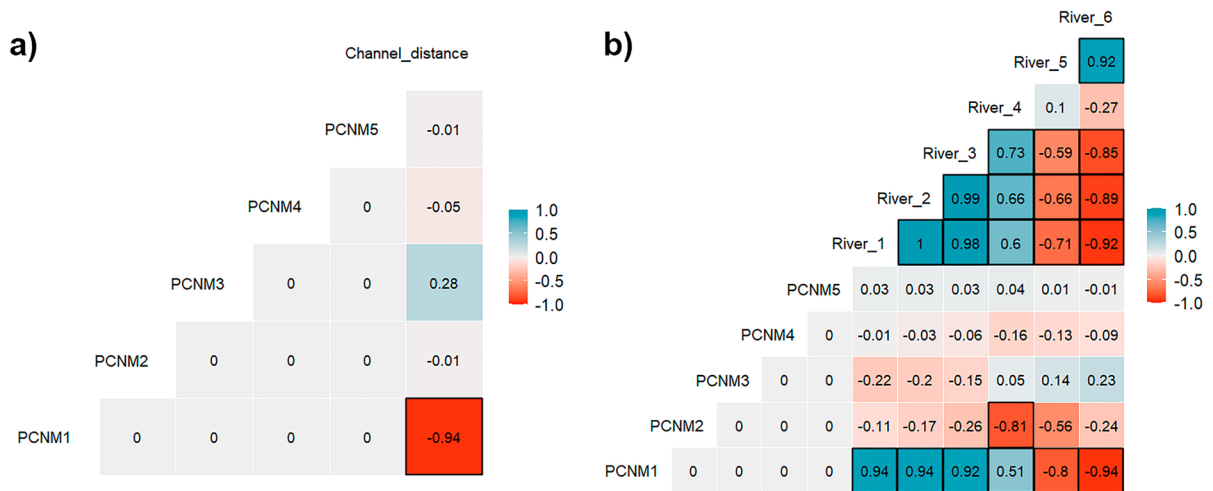 a)
Channel_distance
PCNM5 -0.01
PCNM4 0 -0.05
PCNM3 0 0 0.28
PCNM2 0 0 0 -0.01
PCNM1 0 0 0 0 -0.94
1.0
0.5
0.0
-0.5
-1.0
b)
River_6
River_5 0.92
River_4 0.1 -0.27
River_3 0.73 -0.59 -0.85
River_2 0.99 0.66 -0.66 -0.89
River_1 1 0.98 0.6 -0.71 -0.92
PCNM5 0.03 0.03 0.03 0.04 0.01 -0.01
PCNM4 0 -0.01 -0.03 -0.06 -0.16 -0.13 -0.09
PCNM3 0 0 -0.22 -0.2 -0.15 0.05 0.14 0.23
PCNM2 0 0 0 -0.11 -0.17 -0.26 -0.81 -0.56 -0.24
PCNM1 0 0 0 0 0.94 0.94 0.92 0.51 -0.8 -0.94
1.0
0.5
0.0
-0.5
-1.0